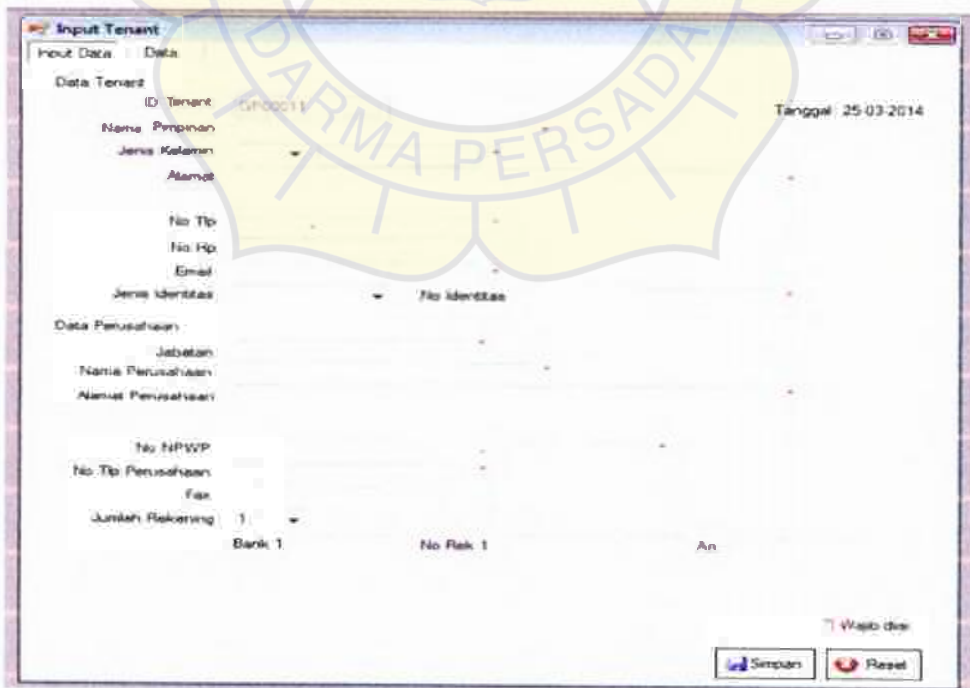 Input Tenant
Input Data Data
Data Tenant
ID Tenant
Tanggal: 25-03-2014
Nama Pimpinan
Jenis Kelamin
Alamat
No Tlp
No Hp
Email
Jenis Identitas No Identitas
Data Perusahaan
Jabatan
Nama Perusahaan
Alamat Perusahaan
No NPWP
No Tlp Perusahaan
Fax
Jumlah Rekening 1
Bank 1 No Rek 1 An
Wajib diisi
Simpan Reset
DARMA PERSADA